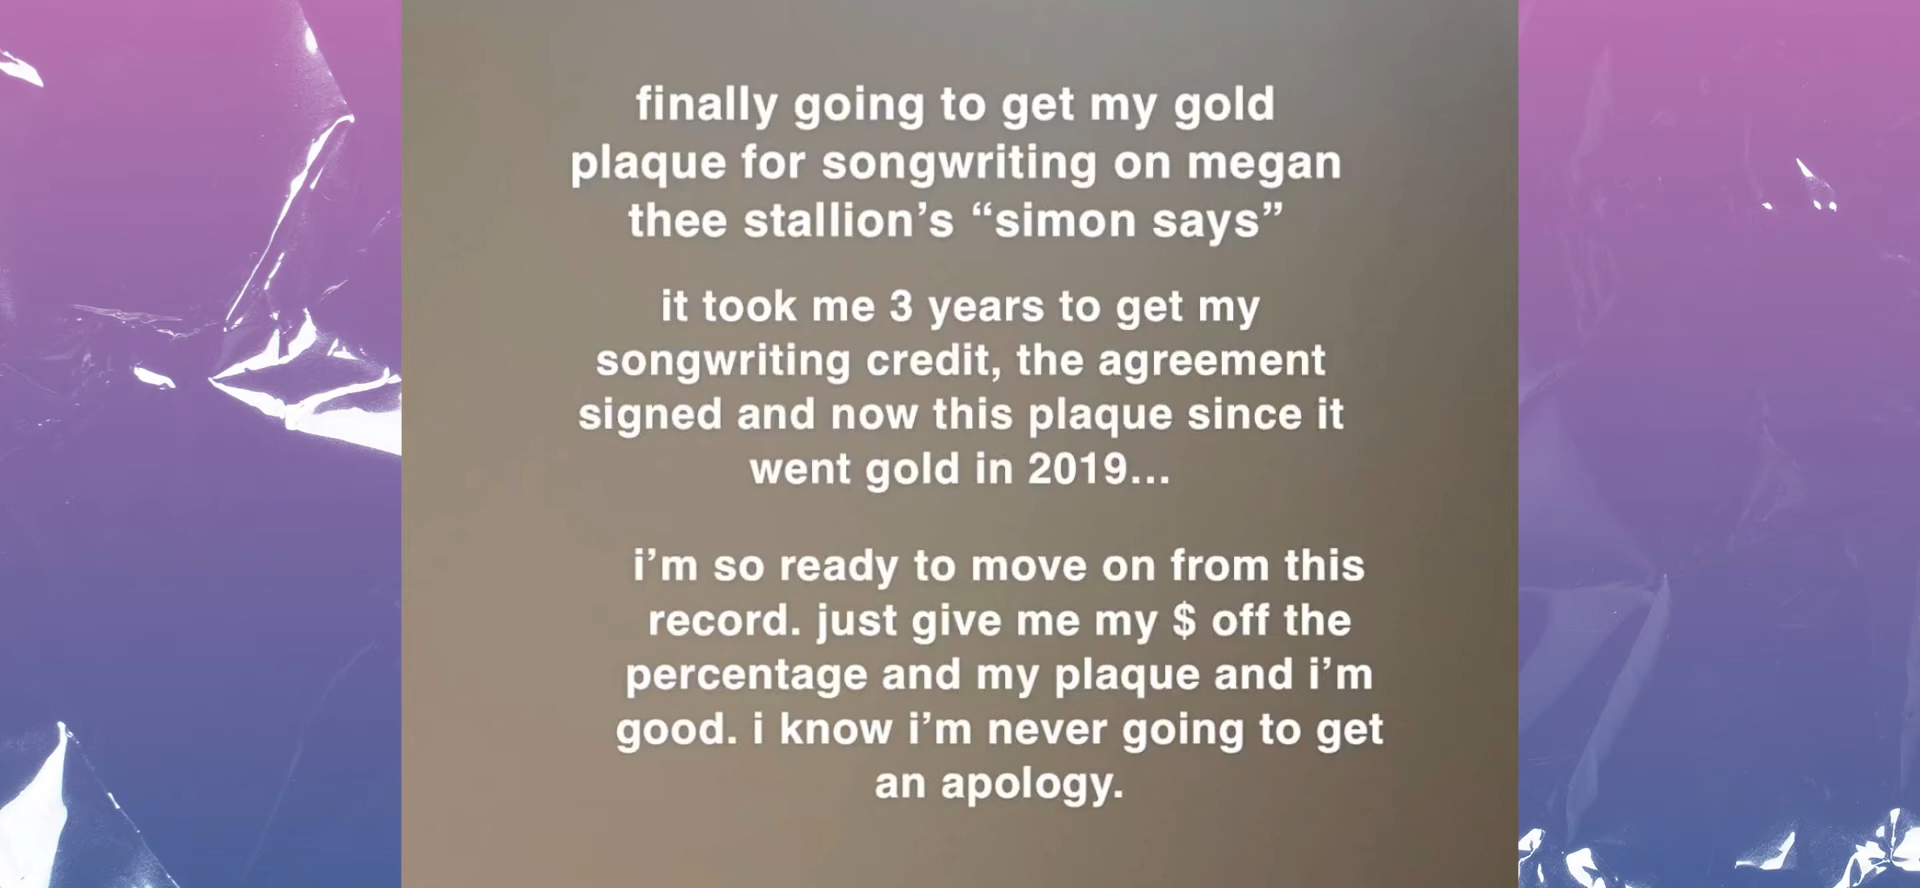 finally going to get my gold
plaque for songwriting on megan
thee stallion’s “simon says”
it took me 3 years to get my
songwriting credit, the agreement
signed and now this plaque since it
went gold in 2019...
i’m so ready to move on from this
record. just give me my $ off the
percentage and my plaque and i’m
good. i know i’m never going to get
an apology.